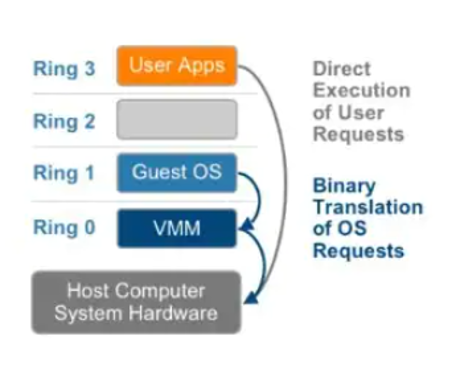 Ring 3
User Apps
Direct
Execution
of User
Requests
Ring 2
Ring 1
Guest OS
Binary
Translation
of OS
Requests
Ring 0
VMM
Host Computer
System Hardware